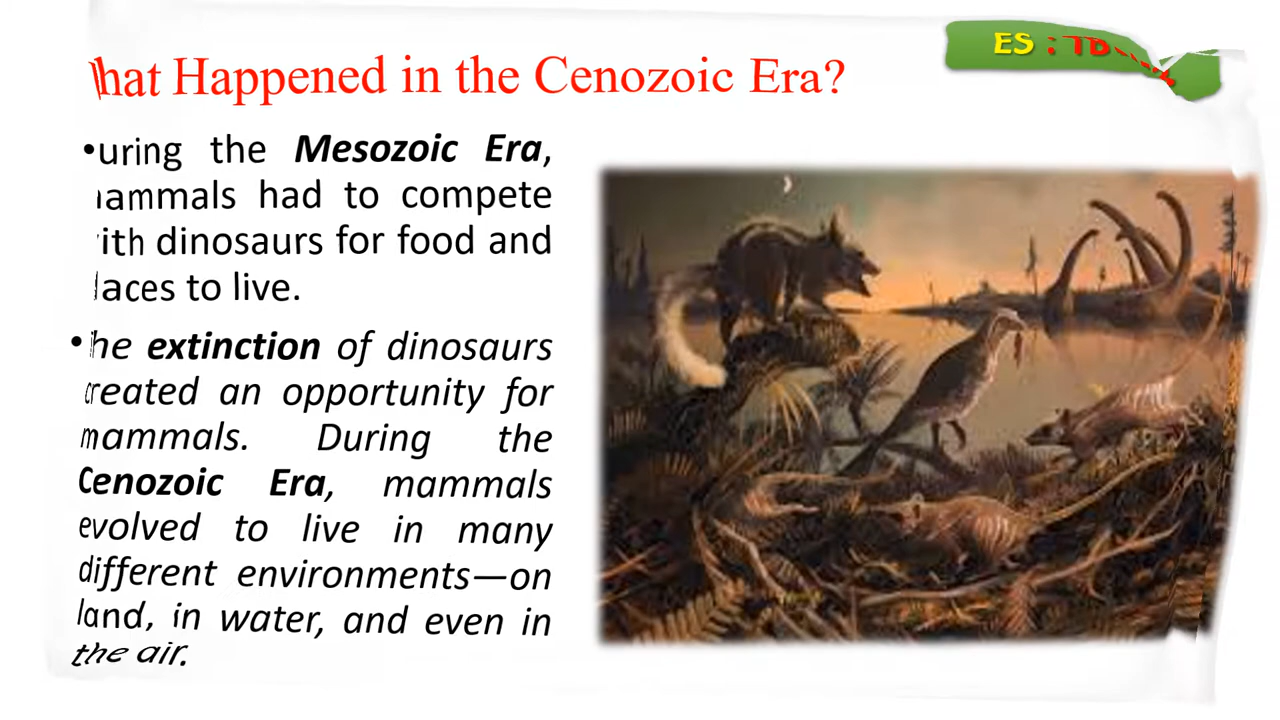 hat Happened in the Cenozoic Era?
ES :
•uring the Mesozoic Era,
ammals had to compete
ith dinosaurs for food and
laces to live.
•he extinction of dinosaurs
created an opportunity for
mammals. During the
Cenozoic Era, mammals
evolved to live in many
different environments—on
land, in water, and even in
the air.